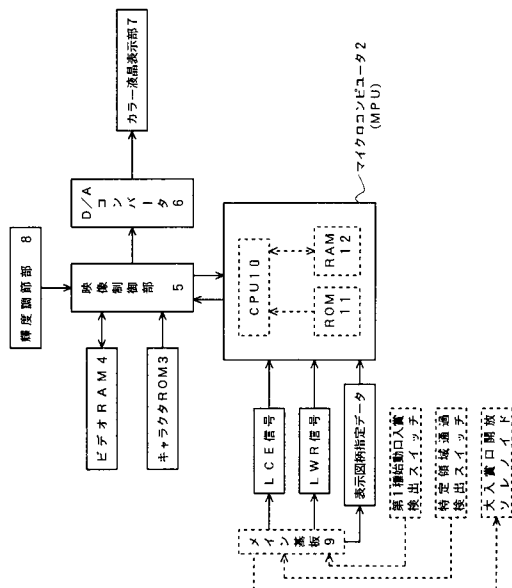 輝度調節部 8
ビデオRAM4
キャラクタROM3
映像制御部
5
D/A
コンバータ
6
カラー液晶表示部7
CPU10
ROM
11
RAM
12
マイクロコンピュータ2
(MPU)
LCE信号
LWR信号
表示図柄指定データ
メイン基板9
第1種始動口入賞
検出スイッチ
特定領域通過
検出スイッチ
大入賞口開放
ソレノイド